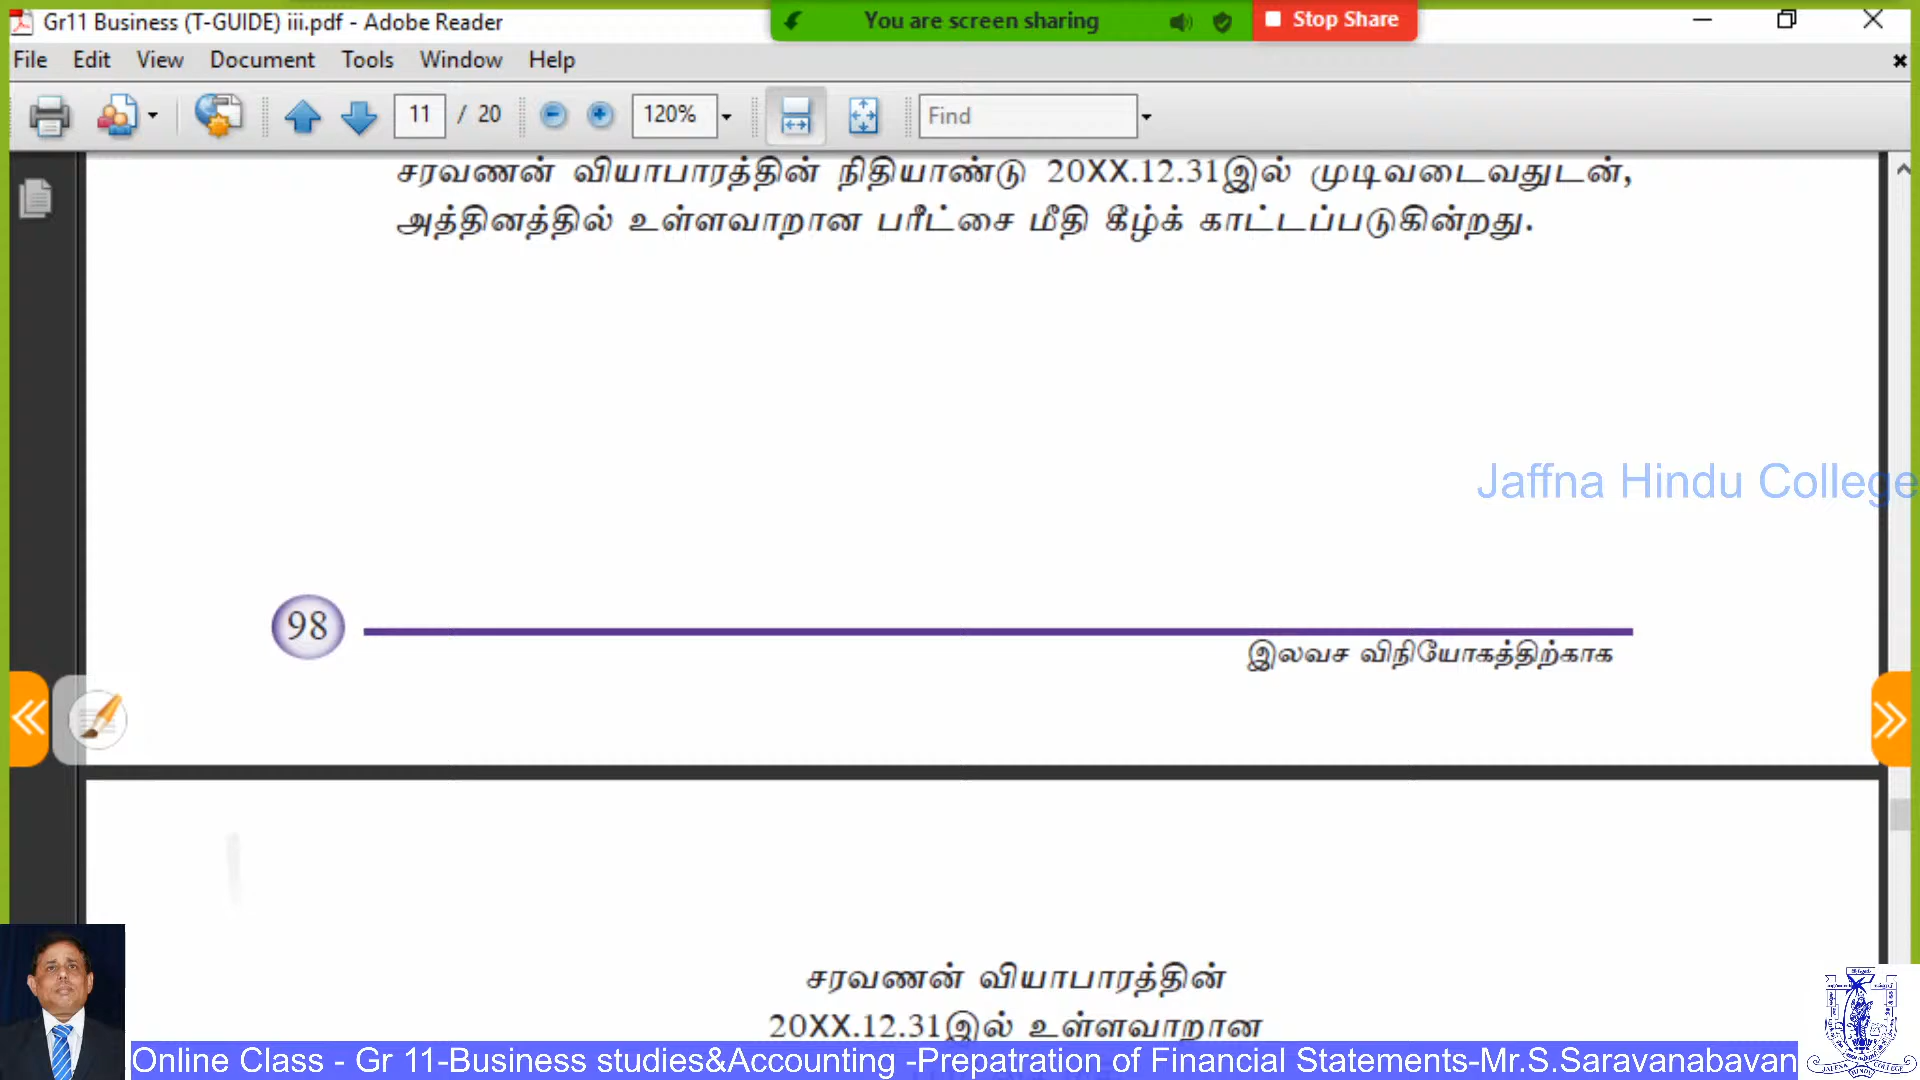 Gr11 Business (T-GUIDE) iii.pdf - Adobe Reader
You are screen sharing
Stop Share
File Edit View Document Tools Window Help
11 / 20 120% Find
சரவணன் வியாபாரத்தின் நிதியாண்டு 20XX.12.31இல் முடிவடைவதுடன்,
அத்தினத்தில் உள்ளவாறான பரீட்சை மீதி கீழ்க் காட்டப்படுகின்றது.
Jaffna Hindu College
98
இலவச விநியோகத்திற்காக
சரவணன் வியாபாரத்தின்
20XX.12.31இல் உள்ளவாறான
Online Class - Gr 11-Business studies&Accounting -Prepatration of Financial Statements-Mr.S.Saravanabavan